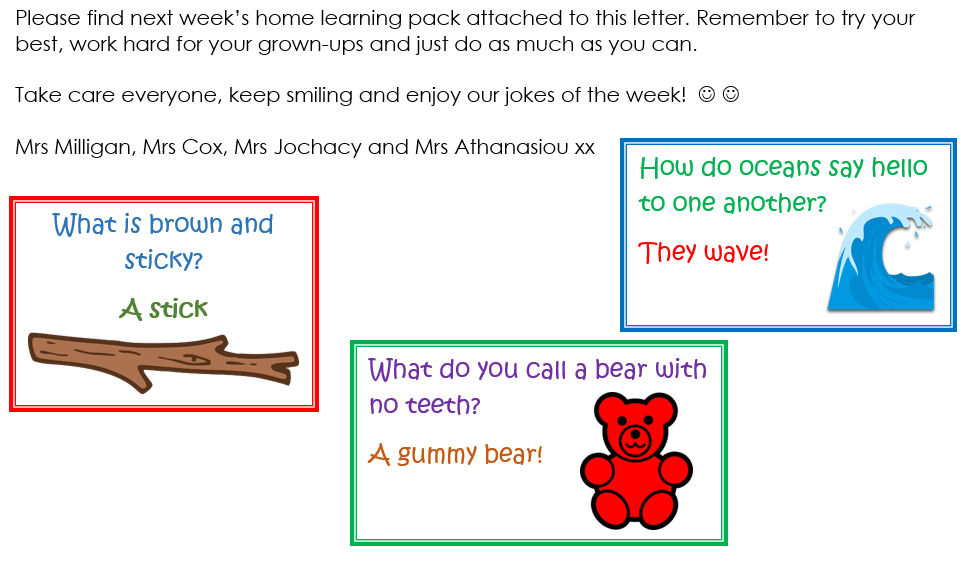 Please find next week’s home learning pack attached to this letter. Remember to try your
best, work hard for your grown-ups and just do as much as you can.
Take care everyone, keep smiling and enjoy our jokes of the week! ☺ ☺
Mrs Milligan, Mrs Cox, Mrs Jochacy and Mrs Athanasiou xx
How do oceans say hello
to one another?
They wave!
What is brown and
sticky?
A stick
What do you call a bear with
no teeth?
A gummy bear!